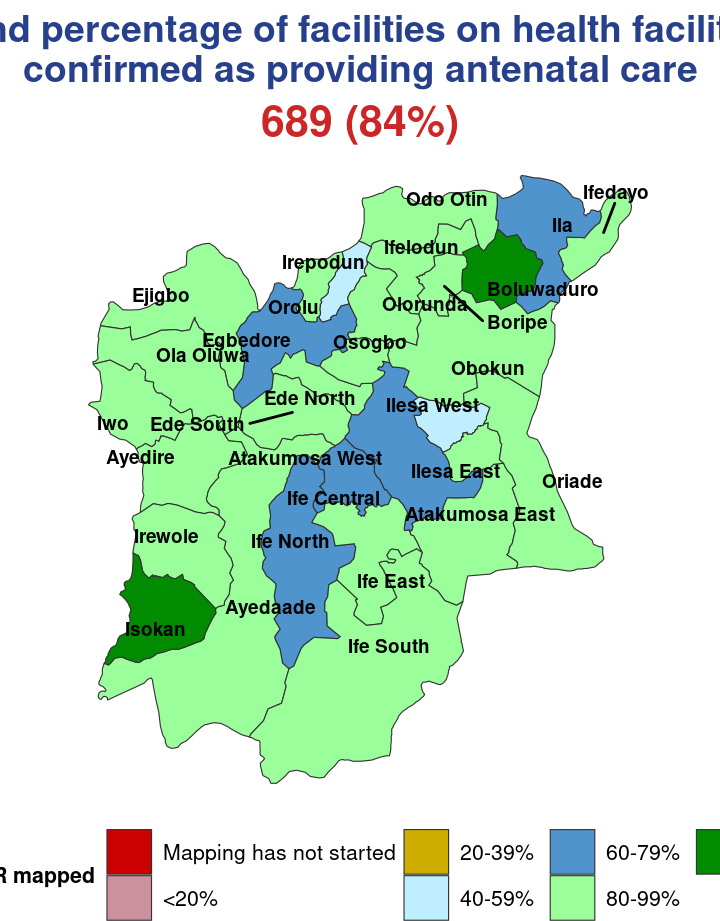 nd percentage of facilities on health facilit
confirmed as providing antenatal care
689 (84%)
Ifedayo
Odo Otin
Ila
Ifelodun
Irepodun
Boluwaduro
Ejigbo
Orolu
Olorunda
Boripe
Egbedore
Osogbo
Ola Oluwa
Obokun
Ede North
Ilesa West
Iwo
Ede South
Ayedire
Atakumosa West
Ilesa East
Oriade
Ife Central
Atakumosa East
Irewole
Ife North
Ife East
Ayedaade
Isokan
Ife South
R mapped
Mapping has not started
20-39%
60-79%
<20%
40-59%
80-99%